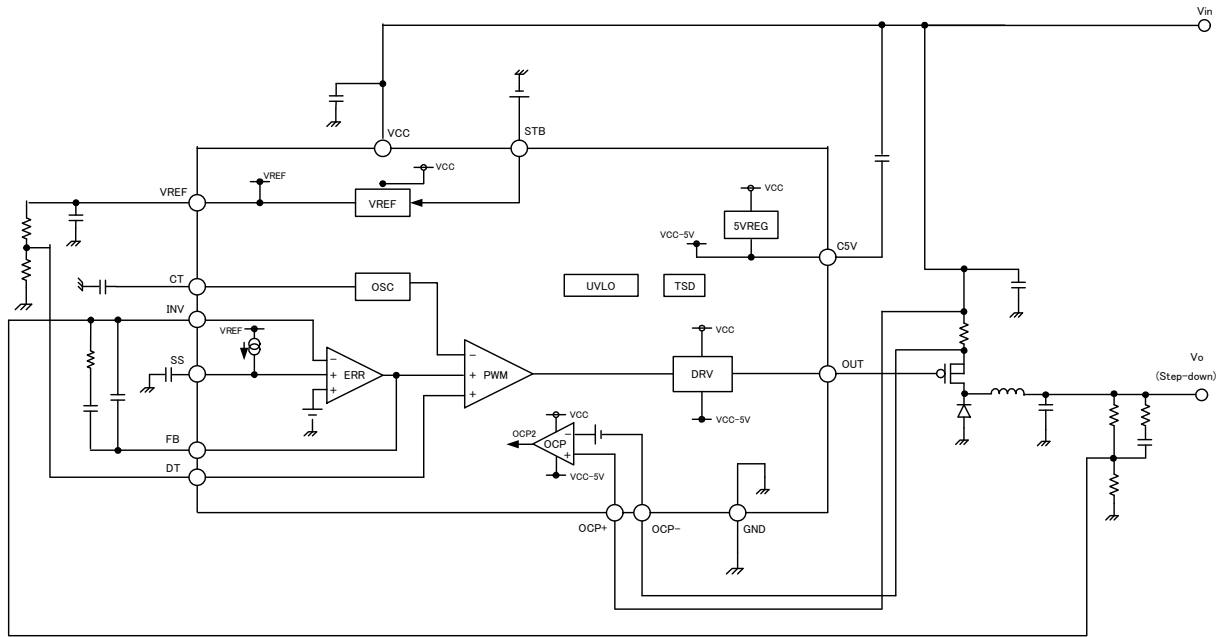 Vin
VCC
STB
VREF
VREF
VCC
VREF
VCC
5VREG
VCC-5V
C5V
CT
OSC
UVLO
TSD
INV
VREF
SS
ERR
PWM
VCC
DRV
OUT
Vo
(Step-down)
VCC-5V
VCC
OCP2
OCP
VCC-5V
FB
DT
OCP+
OCP-
GND